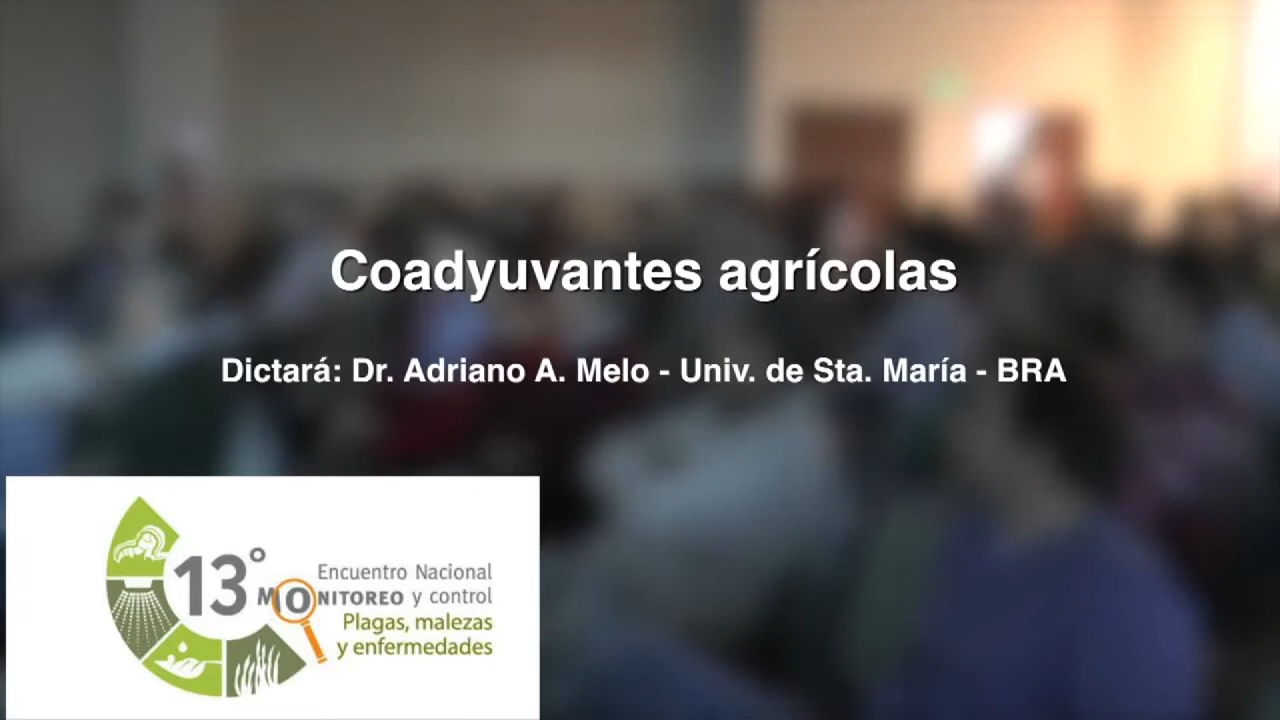 Coadyuvantes agrícolas
Dictará: Dr. Adriano A. Melo - Univ. de Sta. María - BRA
13° Encuentro Nacional
MONITOREO y control
Plagas, malezas
y enfermedades